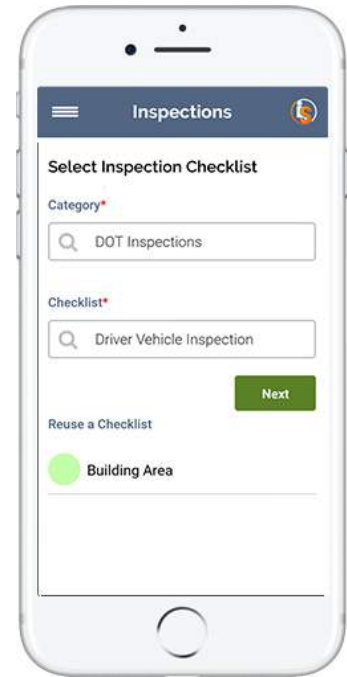 Inspections
Select Inspection Checklist
Category*
DOT Inspections
Checklist*
Driver Vehicle Inspection
Next
Reuse a Checklist
Building Area